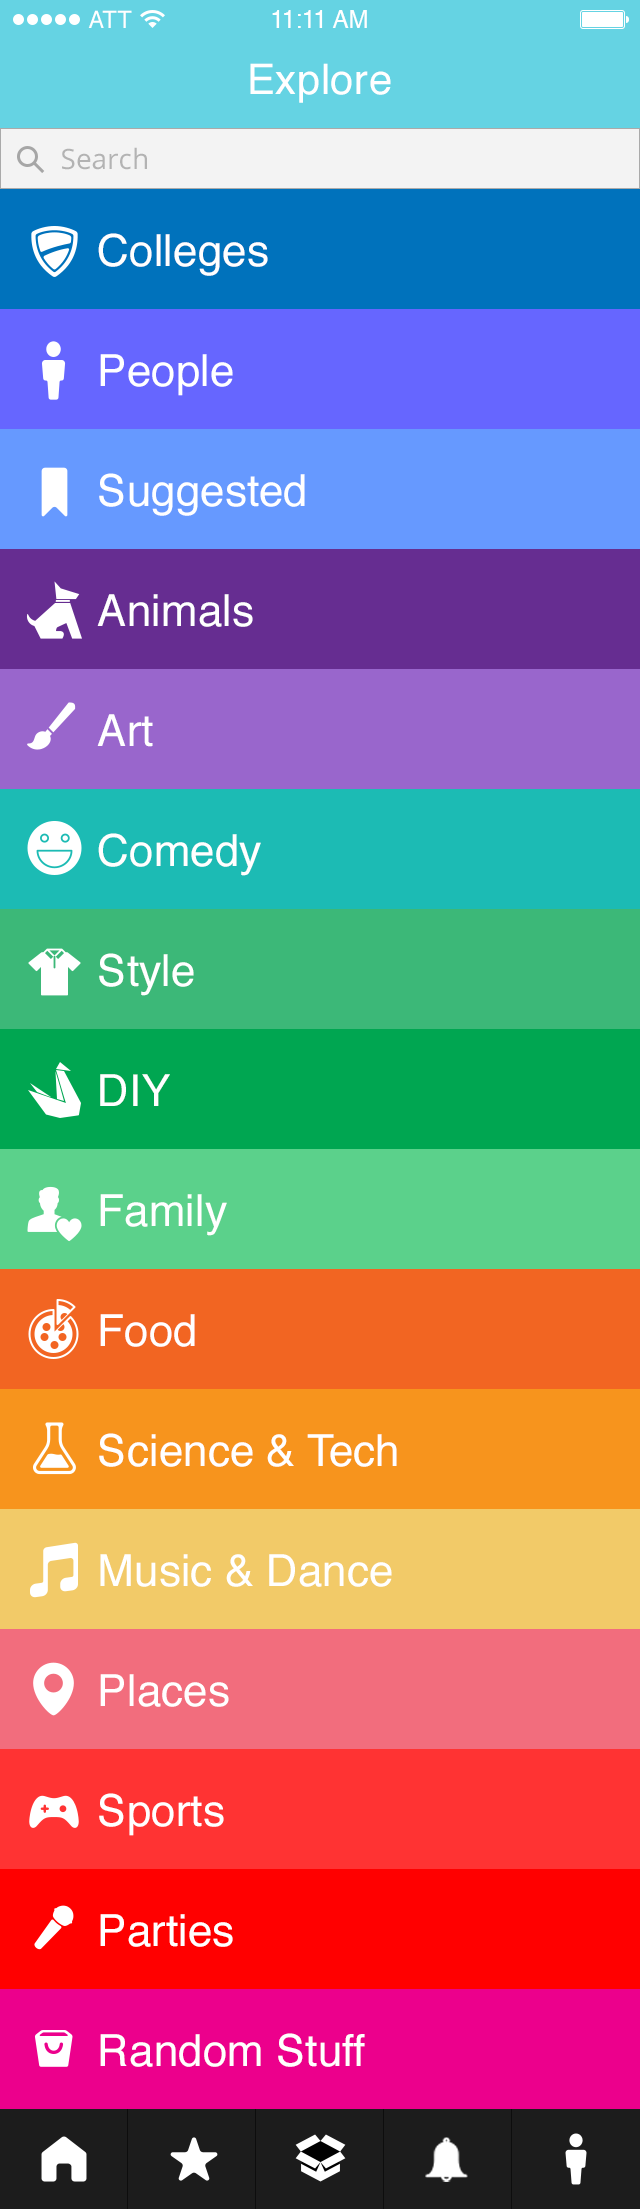 ATT 11:11 AM
Explore
Search
Colleges
People
Suggested
Animals
Art
Comedy
Style
DIY
Family
Food
Science & Tech
Music & Dance
Places
Sports
Parties
Random Stuff